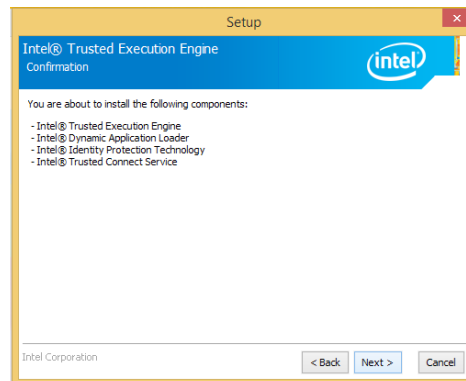 Setup
Intel® Trusted Execution Engine
Confirmation
intel
You are about to install the following components:
- Intel® Trusted Execution Engine
- Intel® Dynamic Application Loader
- Intel® Identity Protection Technology
- Intel® Trusted Connect Service
Intel Corporation
< Back Next > Cancel